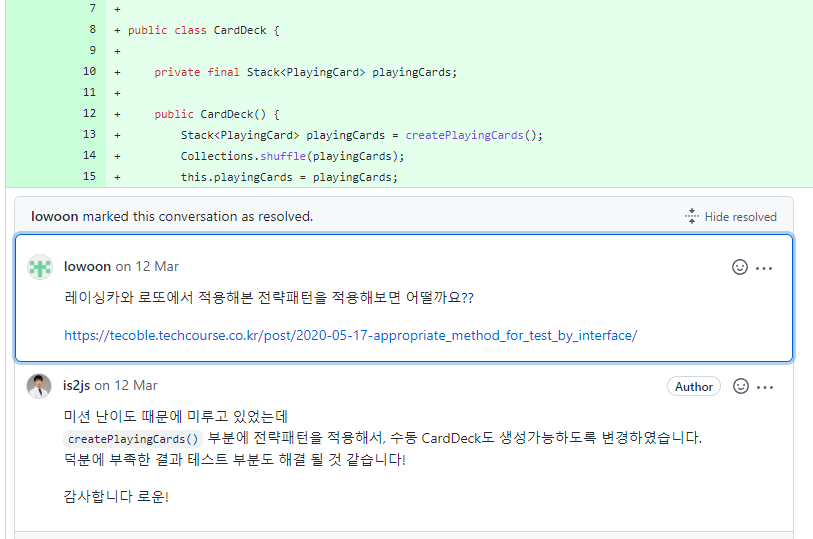 7 +
8 + public class CardDeck {
9 +
10 + private final Stack<PlayingCard> playingCards;
11 +
12 + public CardDeck() {
13 + Stack<PlayingCard> playingCards = createPlayingCards();
14 + Collections.shuffle(playingCards);
15 + this.playingCards = playingCards;
lowoon marked this conversation as resolved. Hide resolved
lowoon on 12 Mar
레이싱카와 로또에서 적용해본 전략패턴을 적용해보면 어떨까요??
https://tecoble.techcourse.co.kr/post/2020-05-17-appropriate_method_for_test_by_interface/
is2js on 12 Mar Author
미션 난이도 때문에 미루고 있었는데
createPlayingCards() 부분에 전략패턴을 적용해서, 수동 CardDeck도 생성가능하도록 변경하였습니다.
덕분에 부족한 결과 테스트 부분도 해결 될 것 같습니다!
감사합니다 로운!